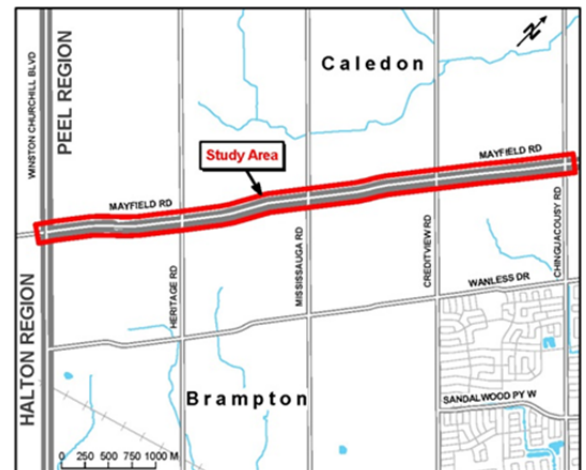 WINSTON CHURCHILL BLVD
PEEL REGION
N
Caledon
Study Area
MAYFIELD RD
MAYFIELD RD
HALTON REGION
HERITAGE RD
MISSISSAUGA RD
CREDITVIEW RD
CHINGUACOUSY RD
WANLESS DR
Brampton
SANDALWOOD PY W
0 250 500 750 1000 M